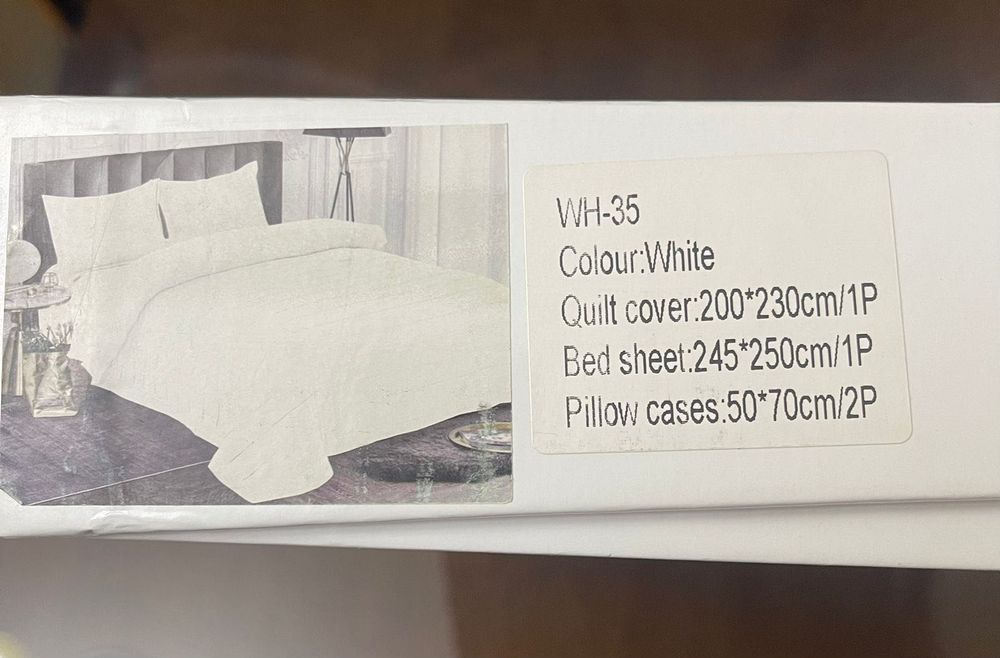 WH-35
Colour:White
Quilt cover:200*230cm/1P
Bed sheet:245*250cm/1P
Pillow cases:50*70cm/2P